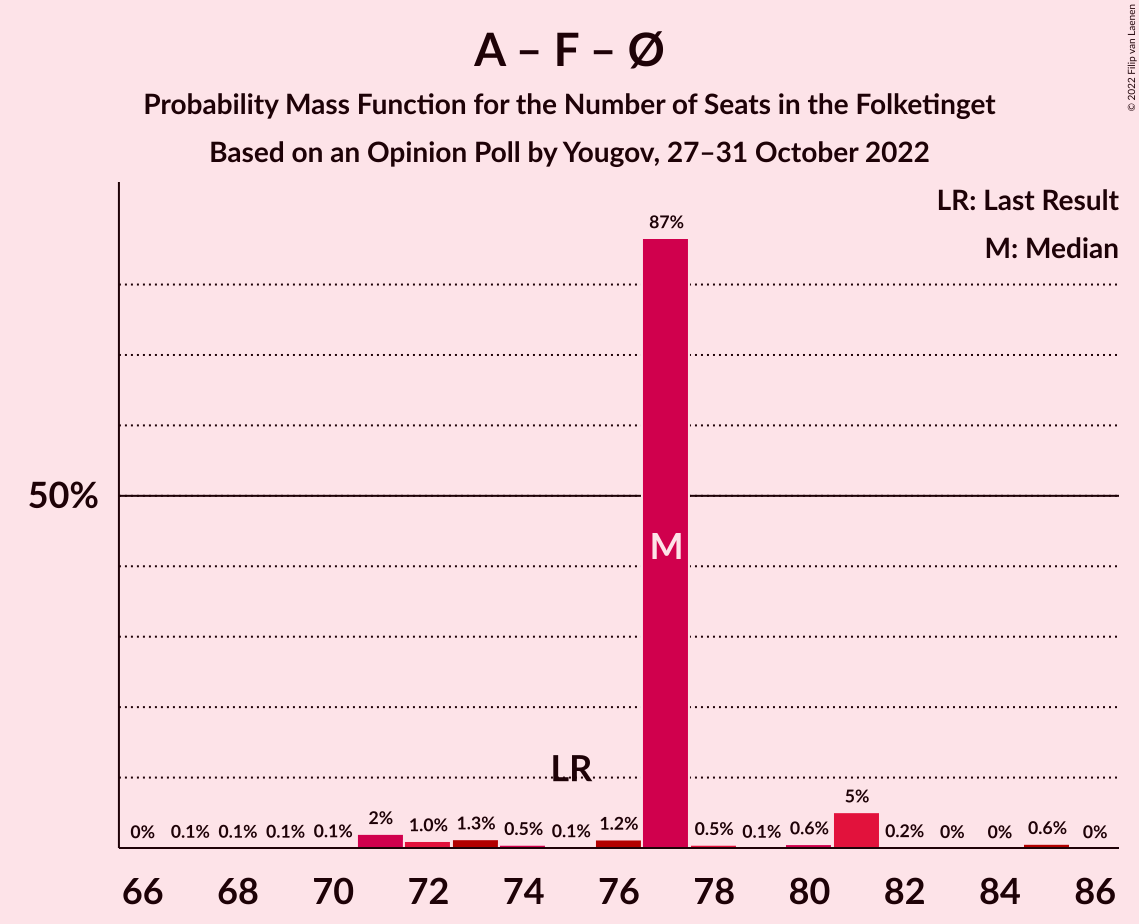 A – F – Ø
Probability Mass Function for the Number of Seats in the Folketinget
Based on an Opinion Poll by Yougov, 27–31 October 2022
© 2022 Filip van Laenen
LR: Last Result
M: Median
87%
50%
M
LR
0% 0.1% 0.1% 0.1% 0.1% 2% 1.0% 1.3% 0.5% 0.1% 1.2% 0.5% 0.1% 0.6% 5% 0.2% 0% 0% 0.6% 0%
66 68 70 72 74 76 78 80 82 84 86